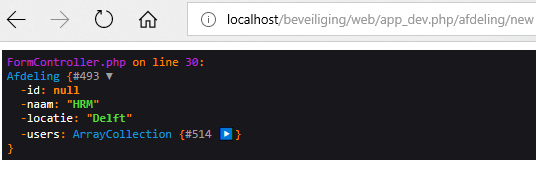 localhost/beveiliging/web/app_dev.php/afdeling/new
FormController.php on line 30:
Afdeling {#493 ▼
-id: null
-naam: "HRM"
-locatie: "Delft"
-users: ArrayCollection {#514 ▶}
}